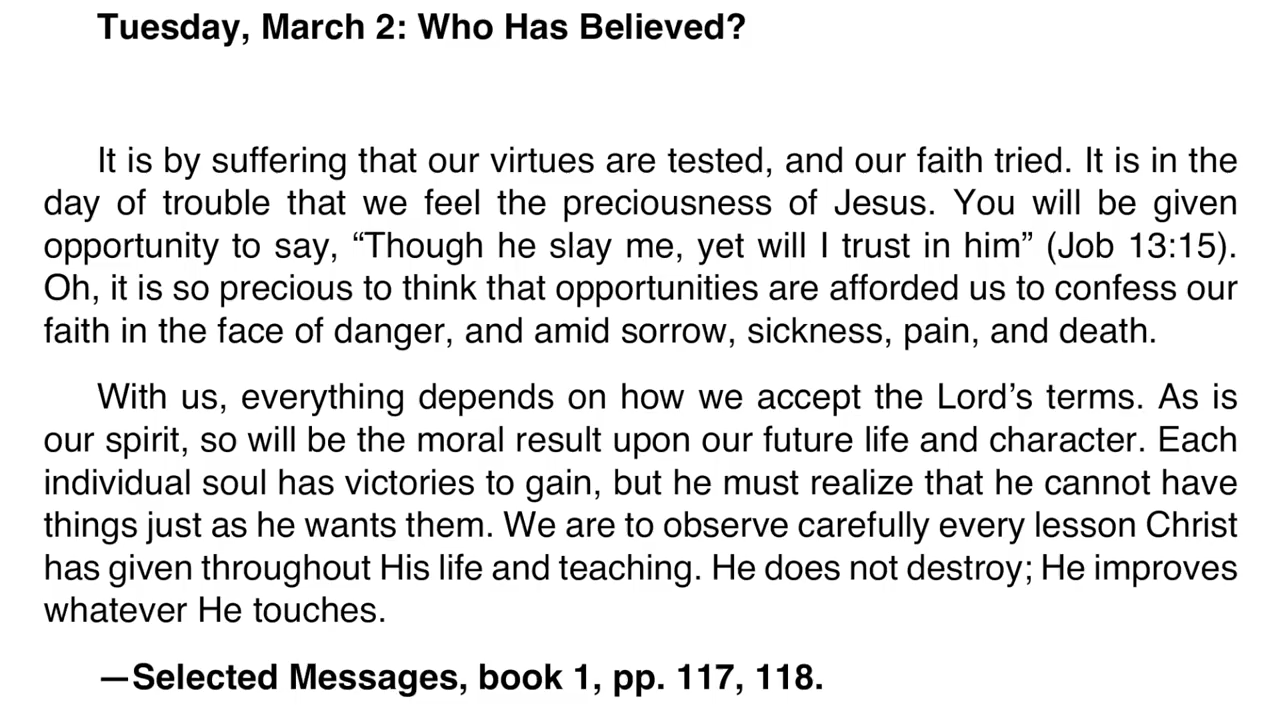 Tuesday, March 2: Who Has Believed?
It is by suffering that our virtues are tested, and our faith tried. It is in the
day of trouble that we feel the preciousness of Jesus. You will be given
opportunity to say, “Though he slay me, yet will I trust in him” (Job 13:15).
Oh, it is so precious to think that opportunities are afforded us to confess our
faith in the face of danger, and amid sorrow, sickness, pain, and death.
With us, everything depends on how we accept the Lord’s terms. As is
our spirit, so will be the moral result upon our future life and character. Each
individual soul has victories to gain, but he must realize that he cannot have
things just as he wants them. We are to observe carefully every lesson Christ
has given throughout His life and teaching. He does not destroy; He improves
whatever He touches.
—Selected Messages, book 1, pp. 117, 118.